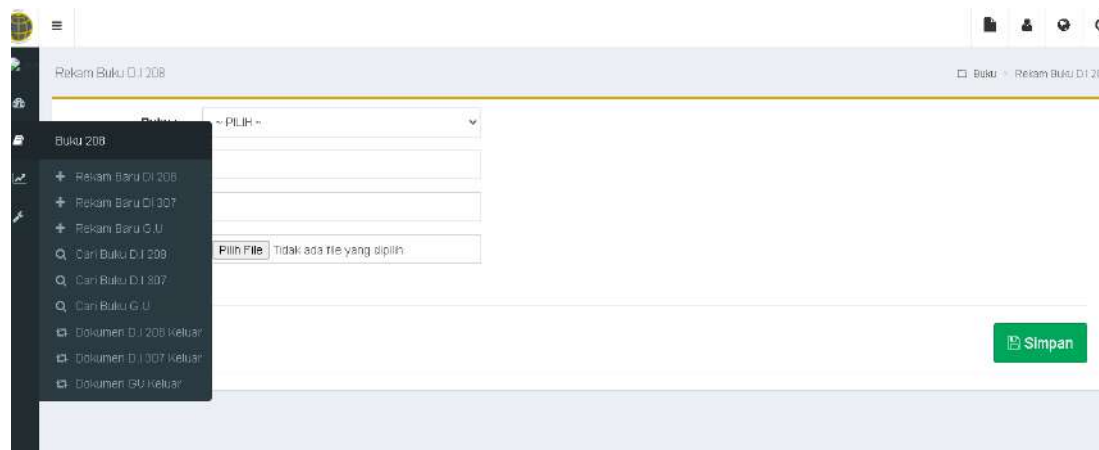 Rekam Buku D.I 208
Buku > Rekam Buku D.I
~ PILIH ~
Buku 208
Rekam Baru DI 208
Rekam Baru DI 307
Rekam Baru G.U
Cari Buku D.I 208
Cari Buku D.I 307
Cari Buku G.U
Dokumen D.I 208 Keluar
Dokumen D.I 307 Keluar
Dokumen GU Keluar
Pilih File Tidak ada file yang dipilih
Simpan